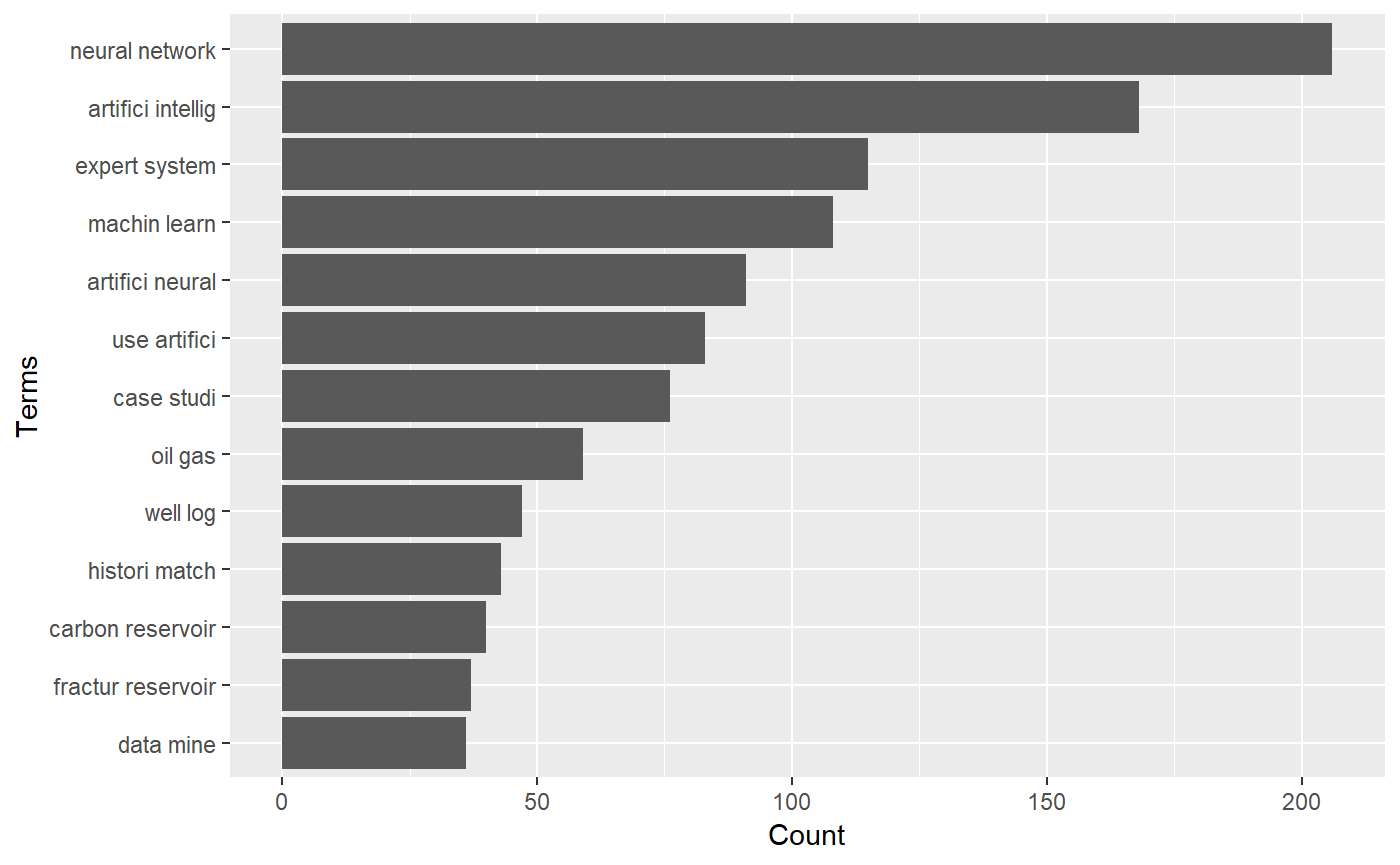 neural network
artifici intellig
expert system
machin learn
artifici neural
use artifici
case studi
oil gas
well log
histori match
carbon reservoir
fractur reservoir
data mine
Terms
0 50 100 150 200
Count